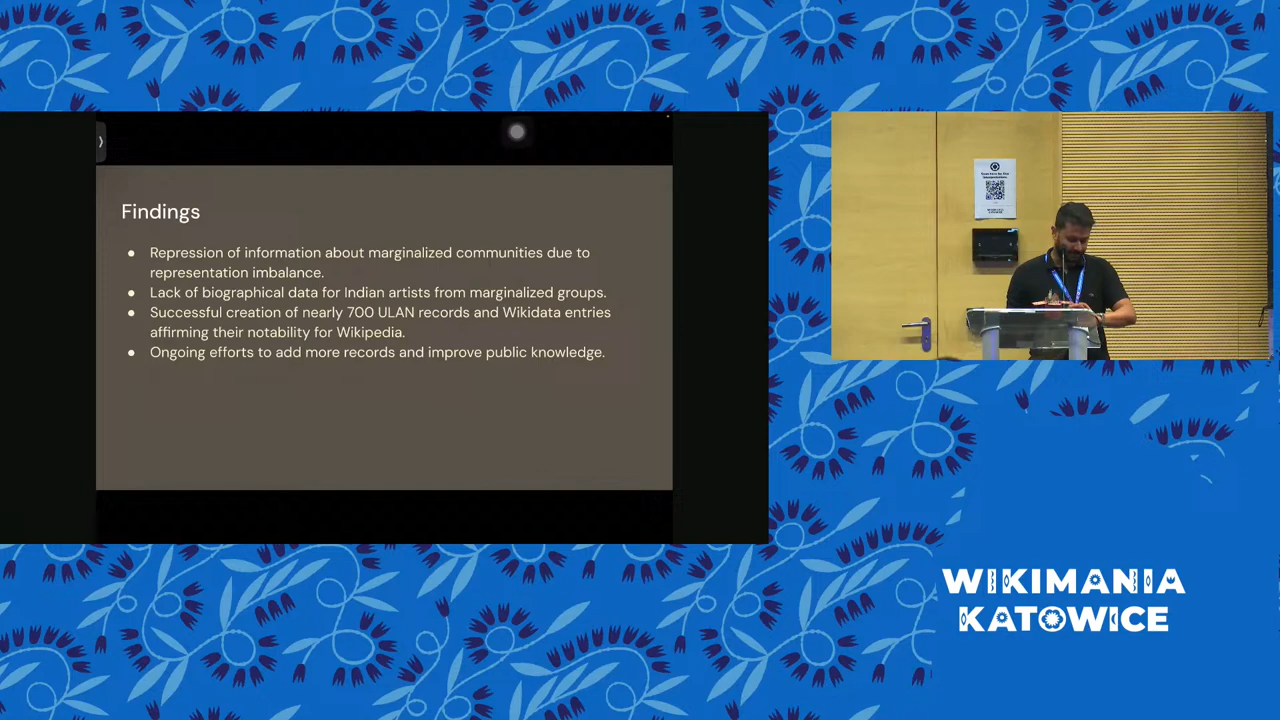 Findings
● Repression of information about marginalized communities due to
representation imbalance.
● Lack of biographical data for Indian artists from marginalized groups.
● Successful creation of nearly 700 ULAN records and Wikidata entries
affirming their notability for Wikipedia.
● Ongoing efforts to add more records and improve public knowledge.
WIKIMANIA
KATOWICE